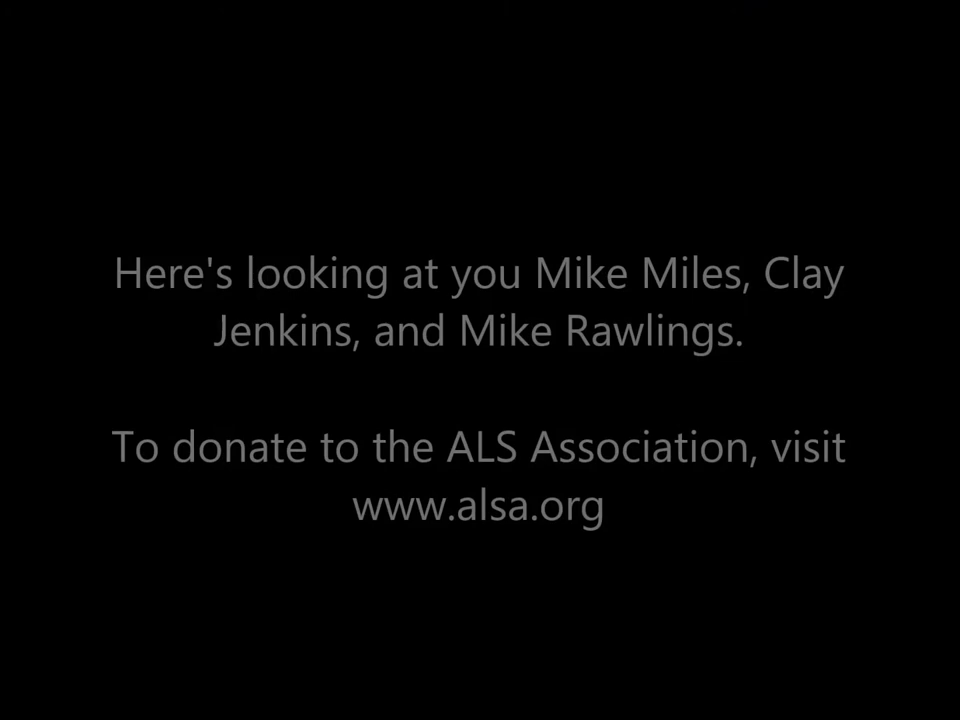 Here's looking at you Mike Miles, Clay
Jenkins, and Mike Rawlings.
To donate to the ALS Association, visit
www.alsa.org